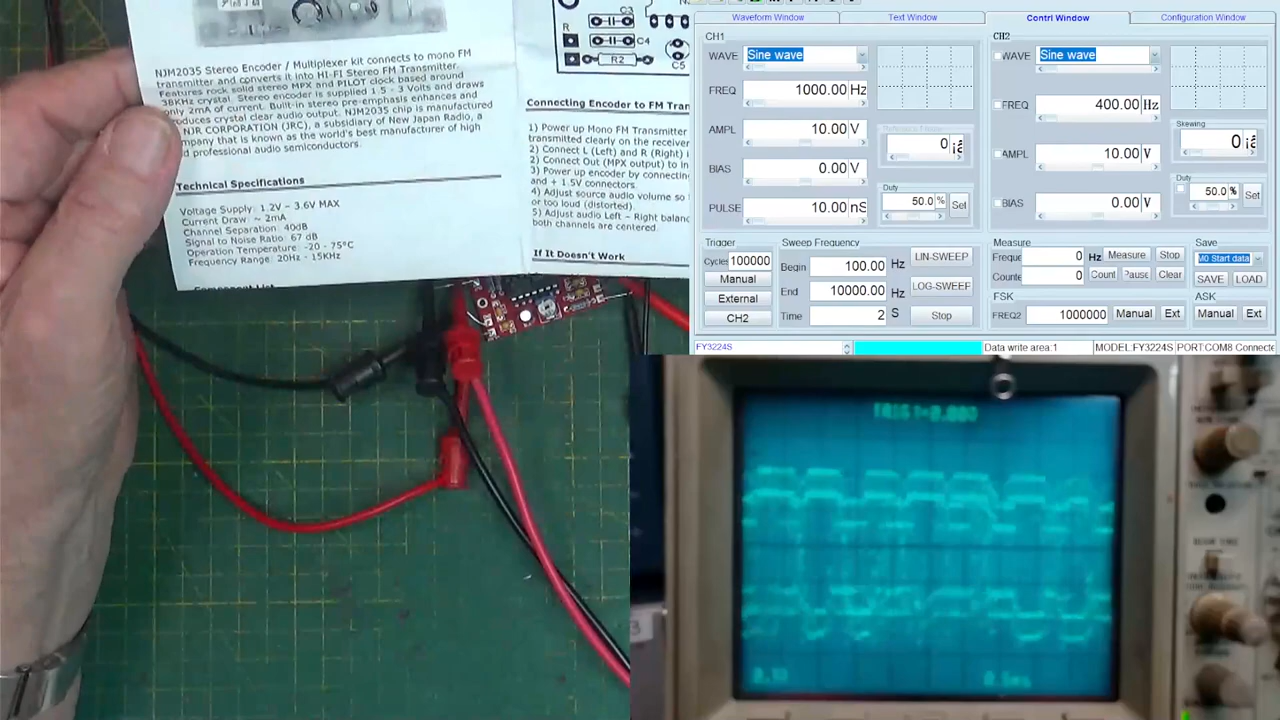 NJM2035 Stereo Encoder / Multiplexer kit connects to mono FM
transmitter and converts it into HI-FI Stereo FM Transmitter.
Features rock solid stereo MPX and PILOT clock based around
38KHz crystal. Stereo encoder is supplied 1.5 - 3 Volts and draws
only 2mA of current. Built-in stereo pre-emphasis enhances and
produces crystal clear audio output. NJM2035 chip is manufactured
NJR CORPORATION (JRC), a subsidiary of New Japan Radio, a
company that is known as the world's best manufacturer of high
professional audio semiconductors.
Technical Specifications
Voltage Supply: 1.2V - 3.6V MAX
Current Draw: ~ 2mA
Channel Separation: 40dB
Signal to Noise Ratio: 67 dB
Operation Temperature: -20 - 75°C
Frequency Range: 20Hz - 15KHz
Component List
C3
R
C4
R2
C5
Connecting Encoder to FM Tran
1) Power up Mono FM Transmitter
transmitted clearly on the receiver
2) Connect L (Left) and R (Right) i
2) Connect Out (MPX output) to in
3) Power up encoder by connecting
and + 1.5V connectors.
4) Adjust source audio volume so
or too loud (distorted).
5) Adjust audio Left - Right balanc
both channels are centered.
If It Doesn't Work
Waveform Window
Text Window
Contrl Window
Configuration Window
CH1
WAVE Sine wave
FREQ 1000.00 Hz
AMPL 10.00 V
BIAS 0.00 V
PULSE 10.00 nS
0
Duty
50.0 % Set
CH2
WAVE Sine wave
FREQ 400.00 Hz
AMPL 10.00 V
BIAS 0.00 V
Skewing
0
Duty
50.0 % Set
Trigger
Cycles 100000
Manual
External
CH2
Sweep Frequency
Begin 100.00 Hz
End 10000.00 Hz
Time 2 S
LIN-SWEEP
LOG-SWEEP
Stop
Measure
Freque 0 Hz Measure Stop
Counte 0 Count Pause Clear
FSK
FREQ2 1000000 Manual Ext
Save
M0 Start data
SAVE LOAD
ASK
Manual Ext
FY3224S
Data write area:1
MODEL:FY3224S
PORT:COM8 Connecte